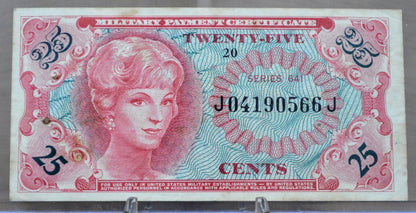 MILITARY PAYMENT CERTIFICATE
25 TWENTY-FIVE 25
20
SERIES 641
J04190566J
25 CENTS 25
FOR USE ONLY IN UNITED STATES MILITARY ESTABLISHMENTS — BY UNITED STATES
AUTHORIZED PERSONNEL IN ACCORDANCE WITH APPLICABLE RULES AND REGULATIONS.